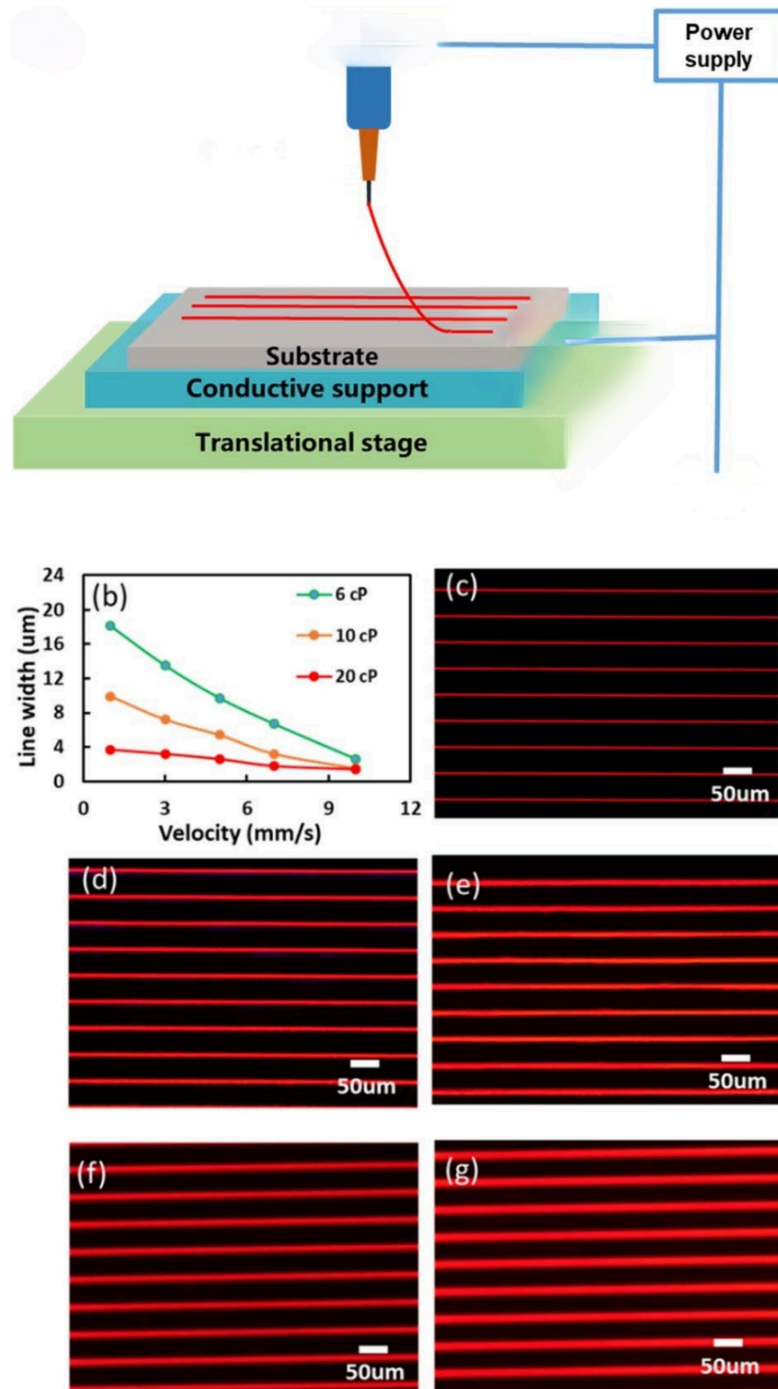 Power
supply
Substrate
Conductive support
Translational stage
(b)
Line width (um)
24
20
16
12
8
4
0
6 cP
10 cP
20 cP
0 3 6 9 12
Velocity (mm/s)
(c)
50um
(d)
50um
(e)
50um
(f)
50um
(g)
50um